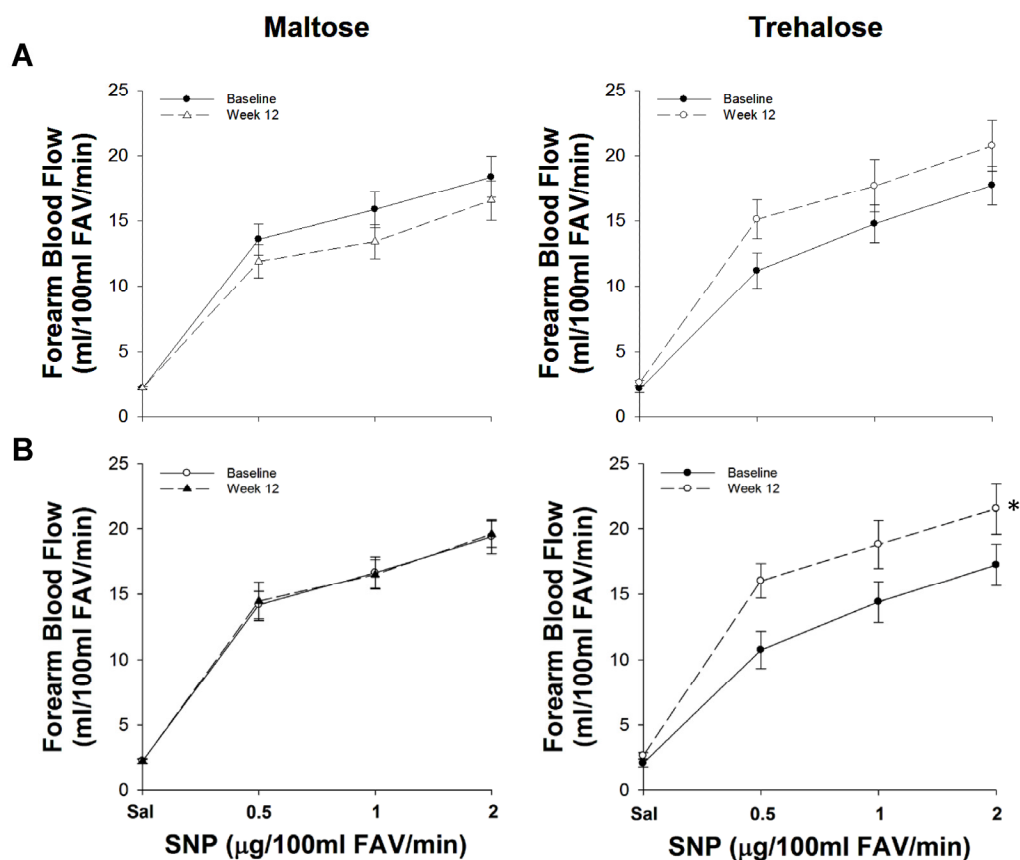 Maltose
Trehalose
A
Forearm Blood Flow
(ml/100ml FAV/min)
25
20
15
10
5
0
Baseline
Week 12
Forearm Blood Flow
(ml/100ml FAV/min)
25
20
15
10
5
0
Baseline
Week 12
B
Forearm Blood Flow
(ml/100ml FAV/min)
25
20
15
10
5
0
Baseline
Week 12
Sal 0.5 1 2
SNP (μg/100ml FAV/min)
Forearm Blood Flow
(ml/100ml FAV/min)
25
20
15
10
5
0
Baseline
Week 12
*
Sal 0.5 1 2
SNP (μg/100ml FAV/min)